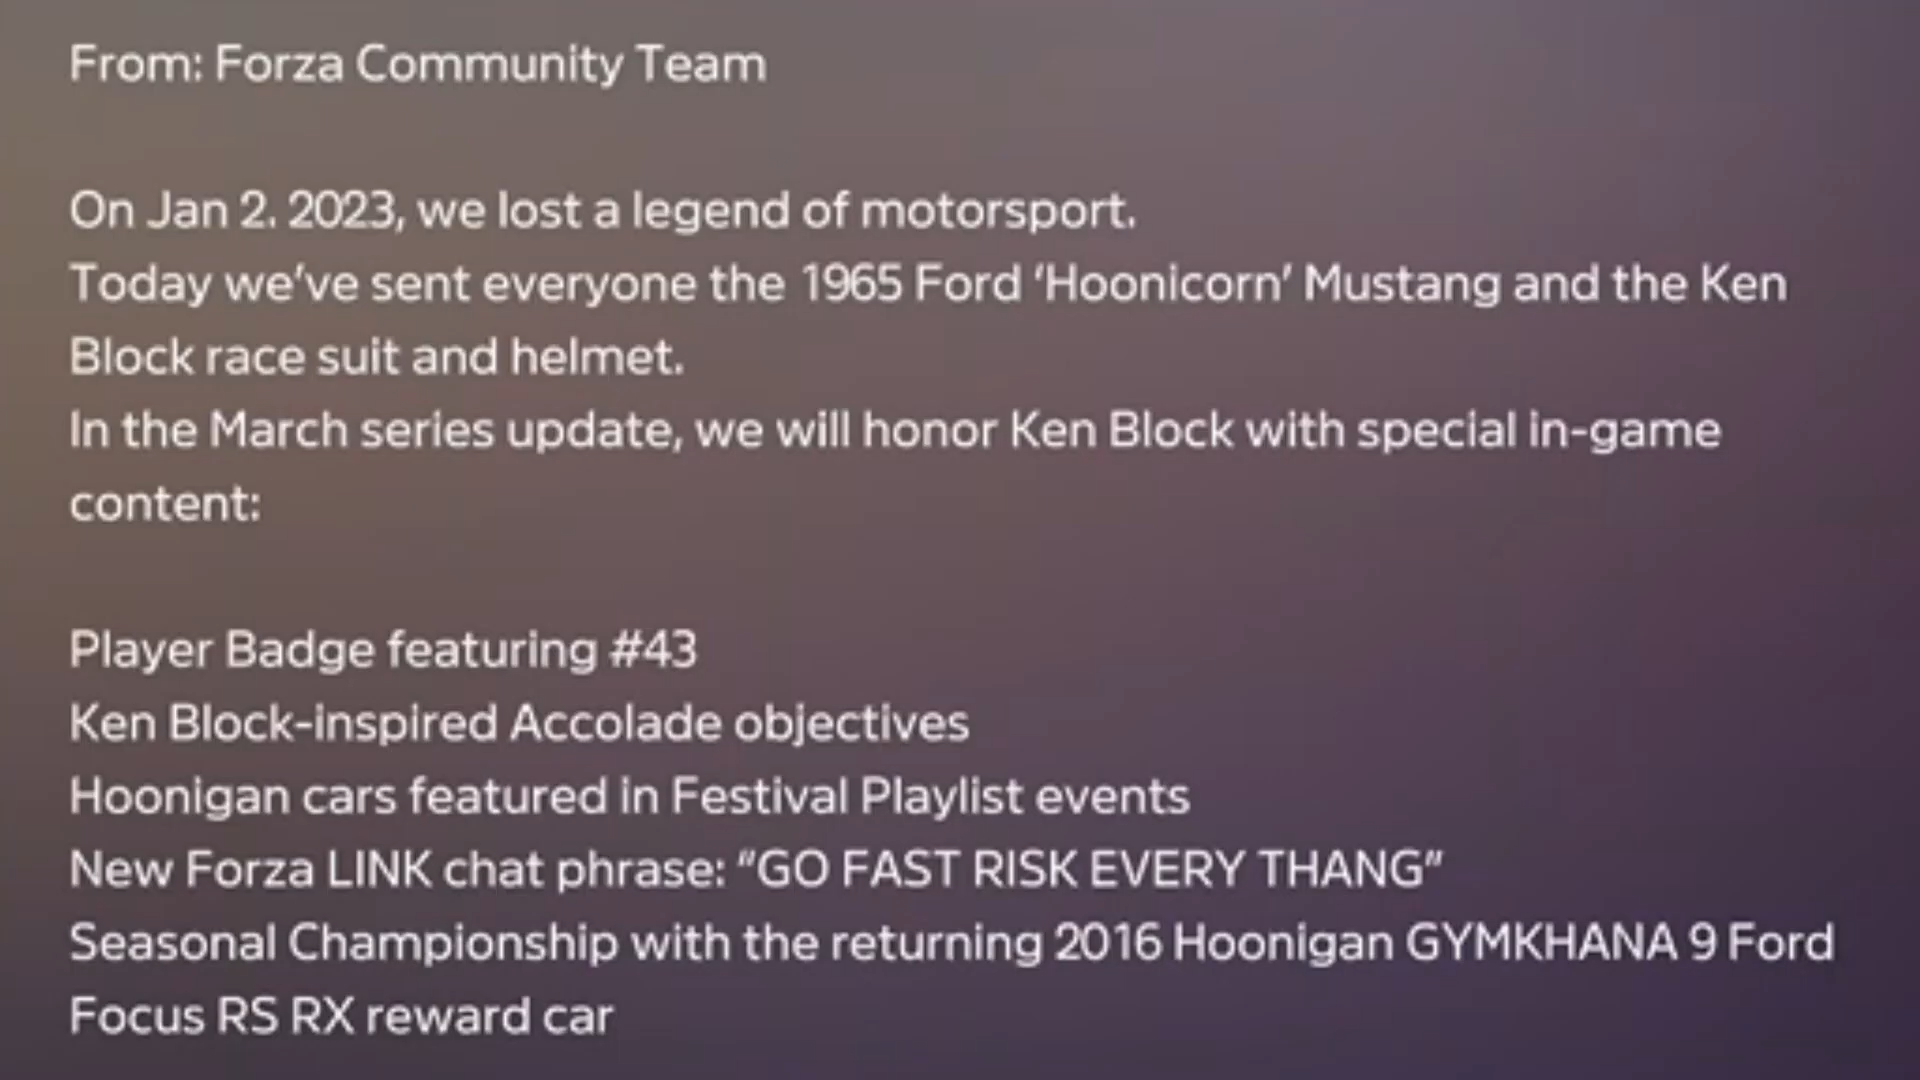 From: Forza Community Team
On Jan 2. 2023, we lost a legend of motorsport.
Today we've sent everyone the 1965 Ford 'Hoonicorn' Mustang and the Ken
Block race suit and helmet.
In the March series update, we will honor Ken Block with special in-game
content:
Player Badge featuring #43
Ken Block-inspired Accolade objectives
Hoonigan cars featured in Festival Playlist events
New Forza LINK chat phrase: "GO FAST RISK EVERY THANG"
Seasonal Championship with the returning 2016 Hoonigan GYMKHANA 9 Ford
Focus RS RX reward car